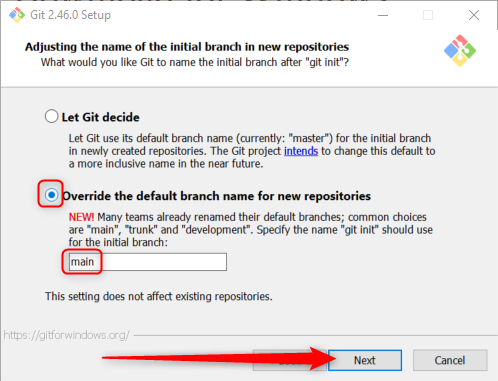 Git 2.46.0 Setup
Adjusting the name of the initial branch in new repositories
What would you like Git to name the initial branch after "git init"?
Let Git decide
Let Git use its default branch name (currently: "master") for the initial branch
in newly created repositories. The Git project intends to change this default to
a more inclusive name in the near future.
Override the default branch name for new repositories
NEW! Many teams already renamed their default branches; common choices
are "main", "trunk" and "development". Specify the name "git init" should use
for the initial branch:
main
This setting does not affect existing repositories.
https://gitforwindows.org/
Next
Cancel